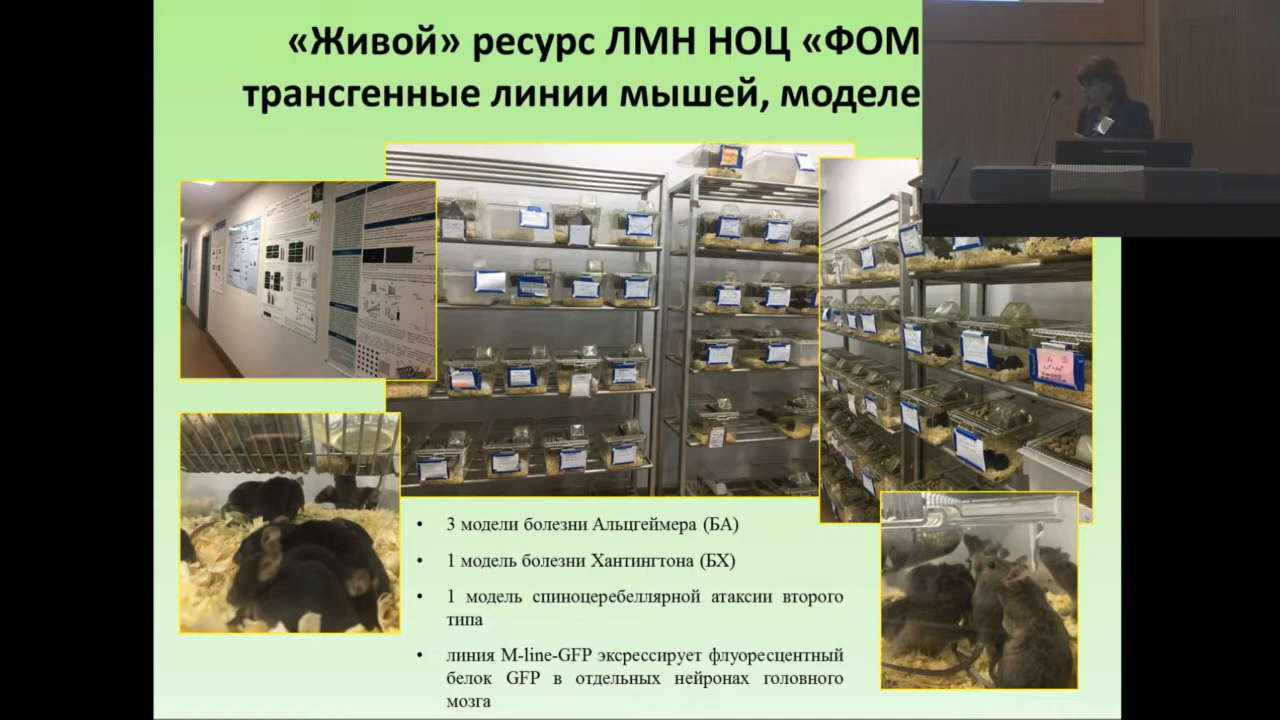 «Живой» ресурс ЛМН НОЦ «ФОМ
трансгенные линии мышей, моделе
• 3 модели болезни Альцгеймера (БА)
• 1 модель болезни Хантингтона (БХ)
• 1 модель спиноцеребеллярной атаксии второго
типа
• линия M-line-GFP эксрессирует флуоресцентный
белок GFP в отдельных нейронах головного
мозга